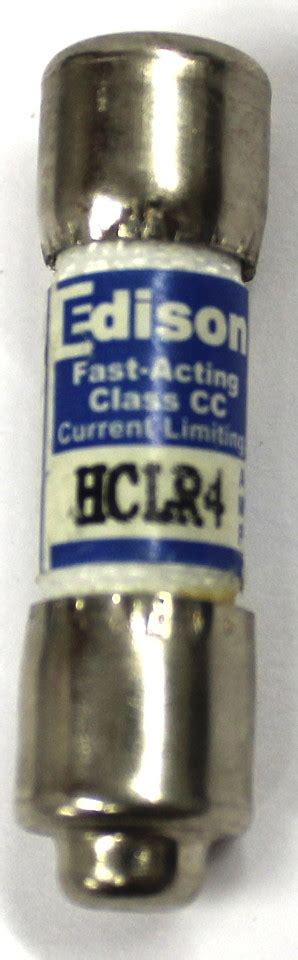 Edison
Fast-Acting
Class CC
Current Limiting
HCLR4